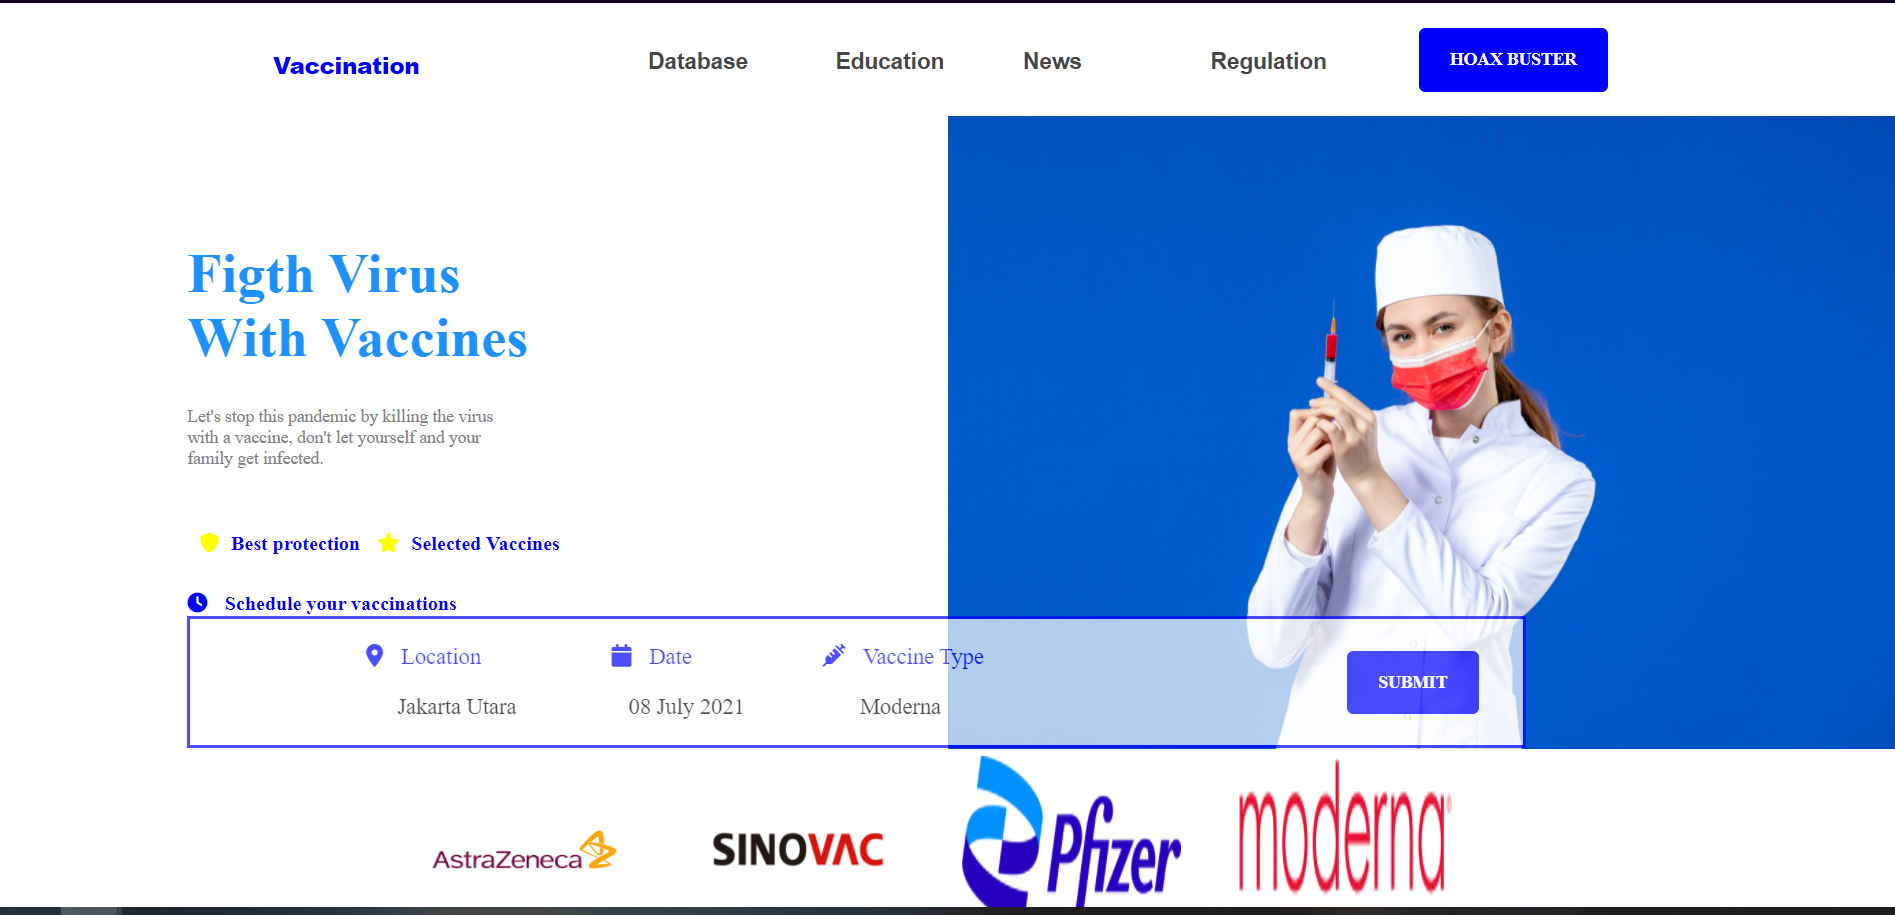 Vaccination
Database
Education
News
Regulation
HOAX BUSTER
Figth Virus
With Vaccines
Let's stop this pandemic by killing the virus
with a vaccine, don't let yourself and your
family get infected.
Best protection
Selected Vaccines
Schedule your vaccinations
Location
Date
Vaccine Type
Jakarta Utara
08 July 2021
Moderna
SUBMIT
AstraZeneca
SINOVAC
Pfizer
moderna